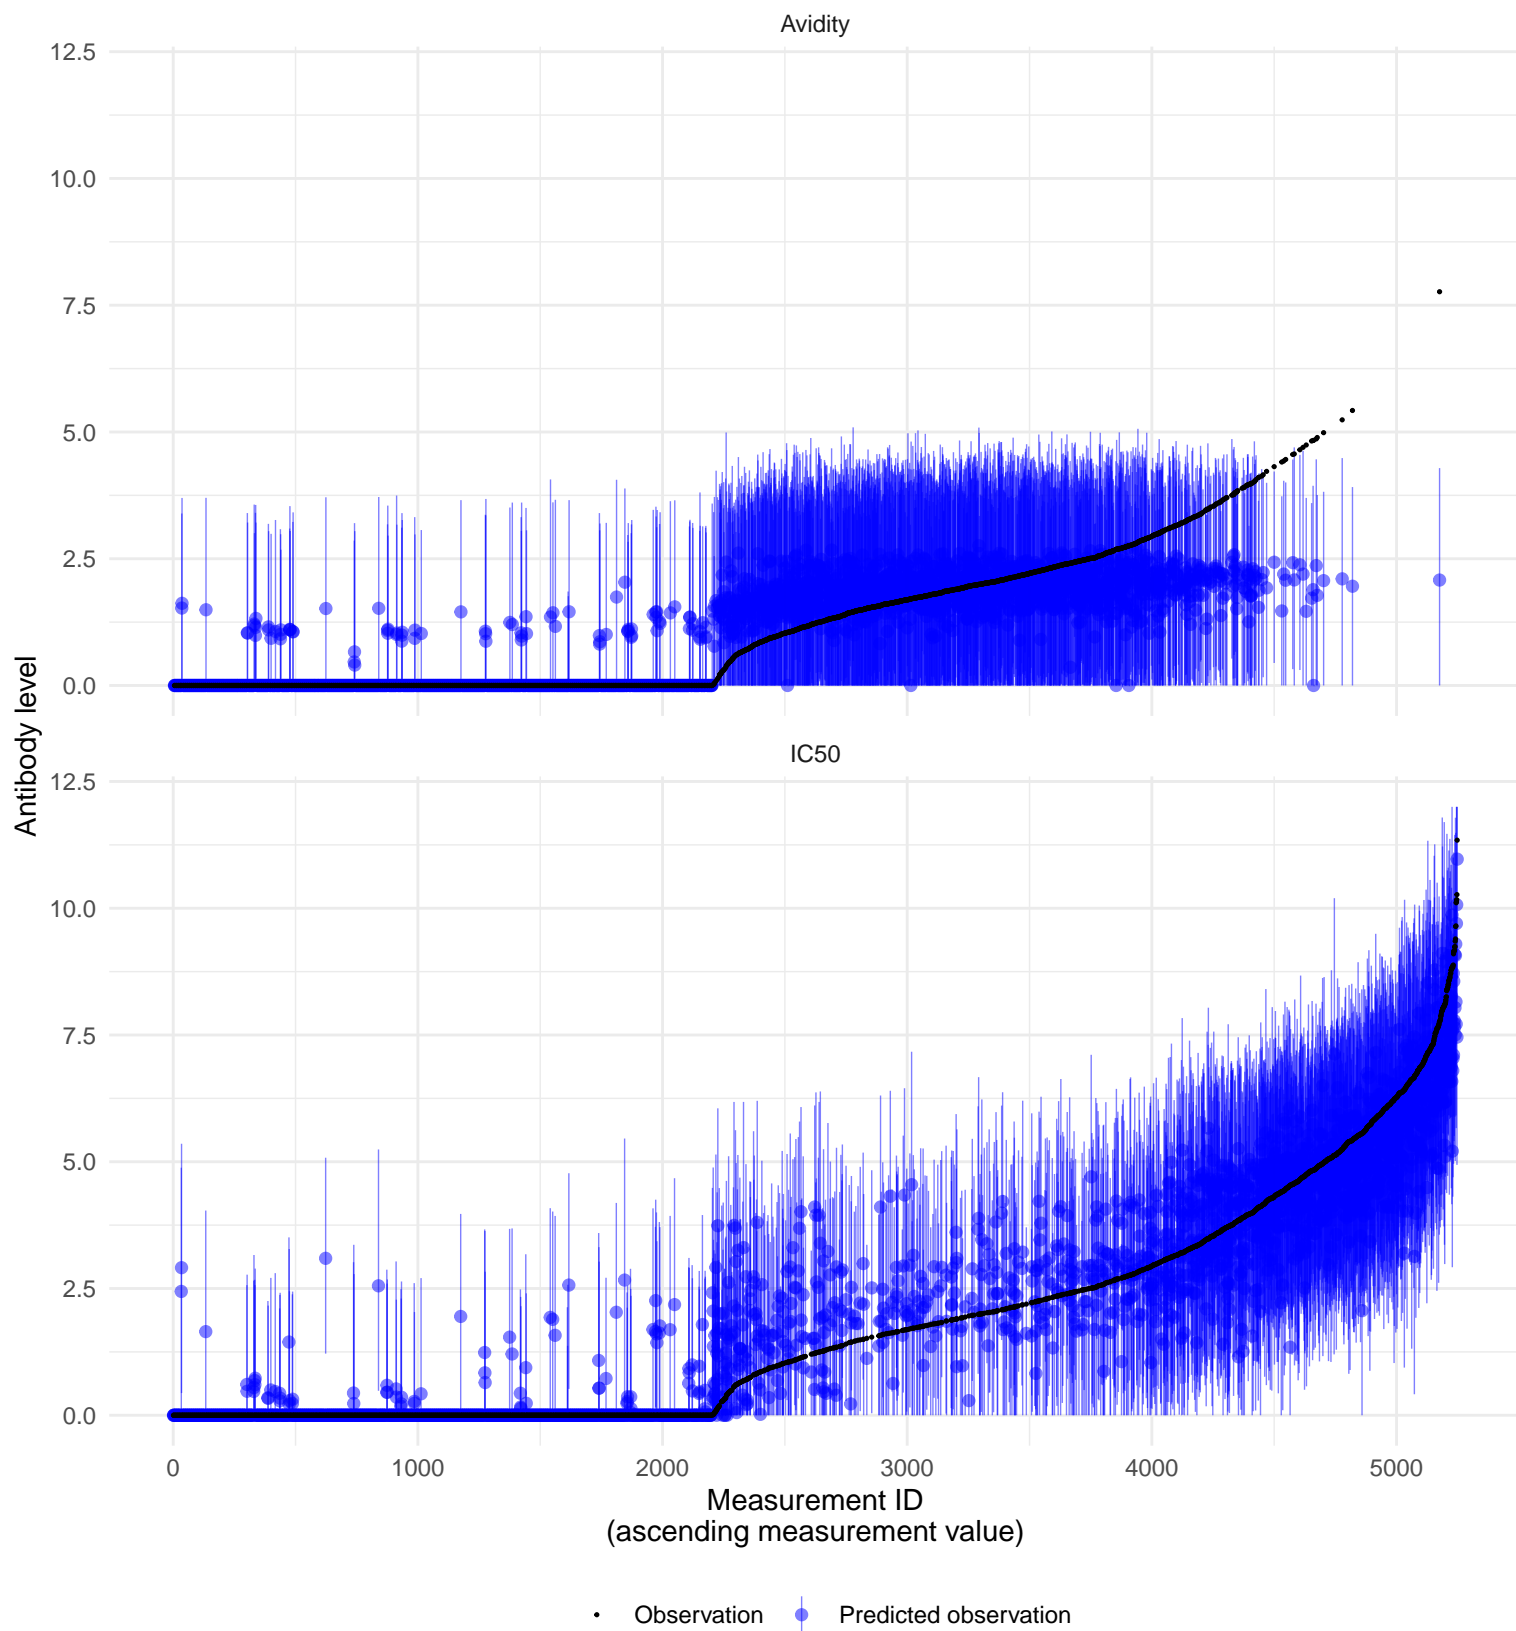 Avidity
12.5
10.0
7.5
5.0
2.5
0.0
Antibody level
IC50
12.5
10.0
7.5
5.0
2.5
0.0
0 1000 2000 3000 4000 5000
Measurement ID
(ascending measurement value)
Observation Predicted observation